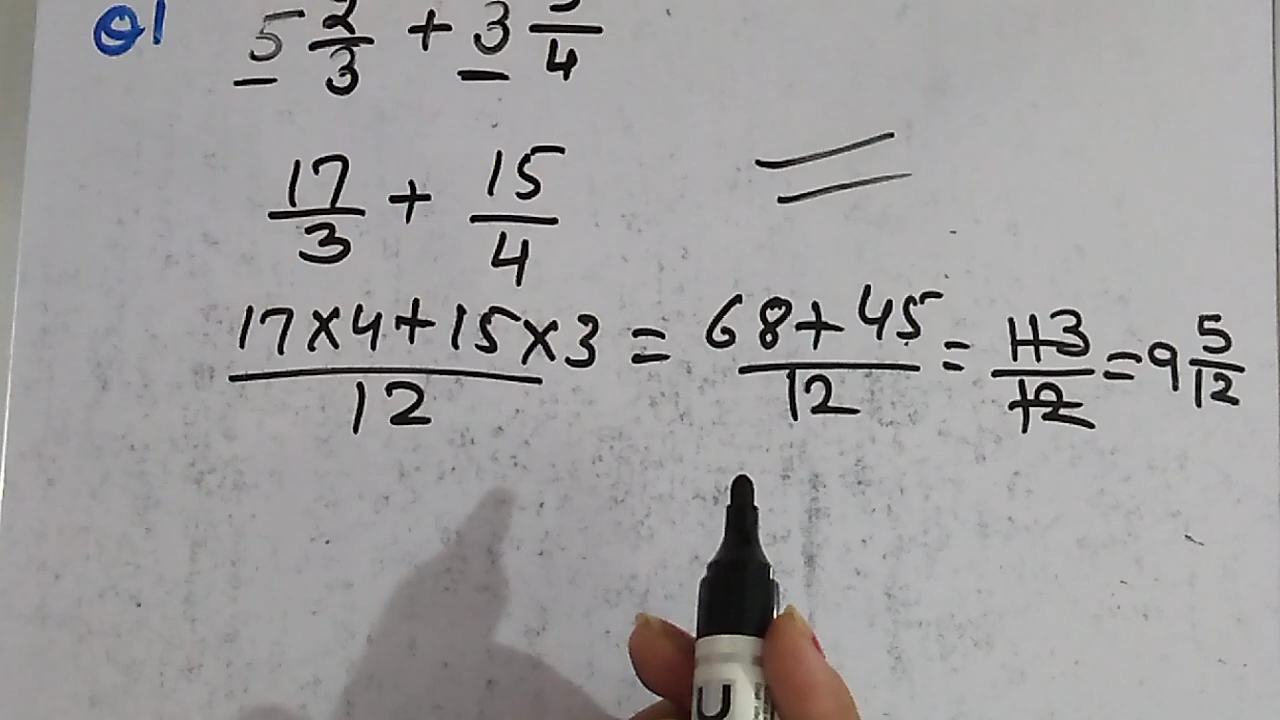 Q1 5 2/3 + 3 3/4
17/3 + 15/4
17×4+15×3/12 = 68+45/12 = 113/12 = 9 5/12
U